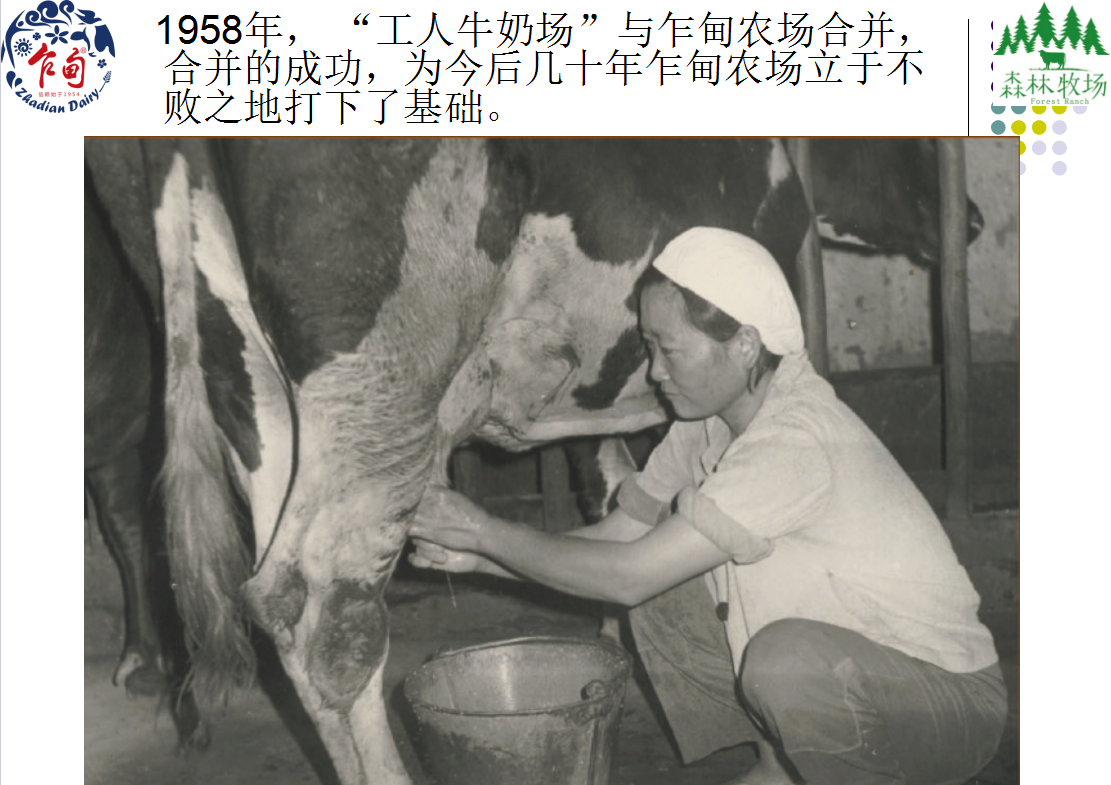 1958年，“工人牛奶场”与乍甸农场合并，
合并的成功，为今后几十年乍甸农场立于不
败之地打下了基础。
乍甸
®
Zhadian Dairy
森林牧场
Forest Ranch